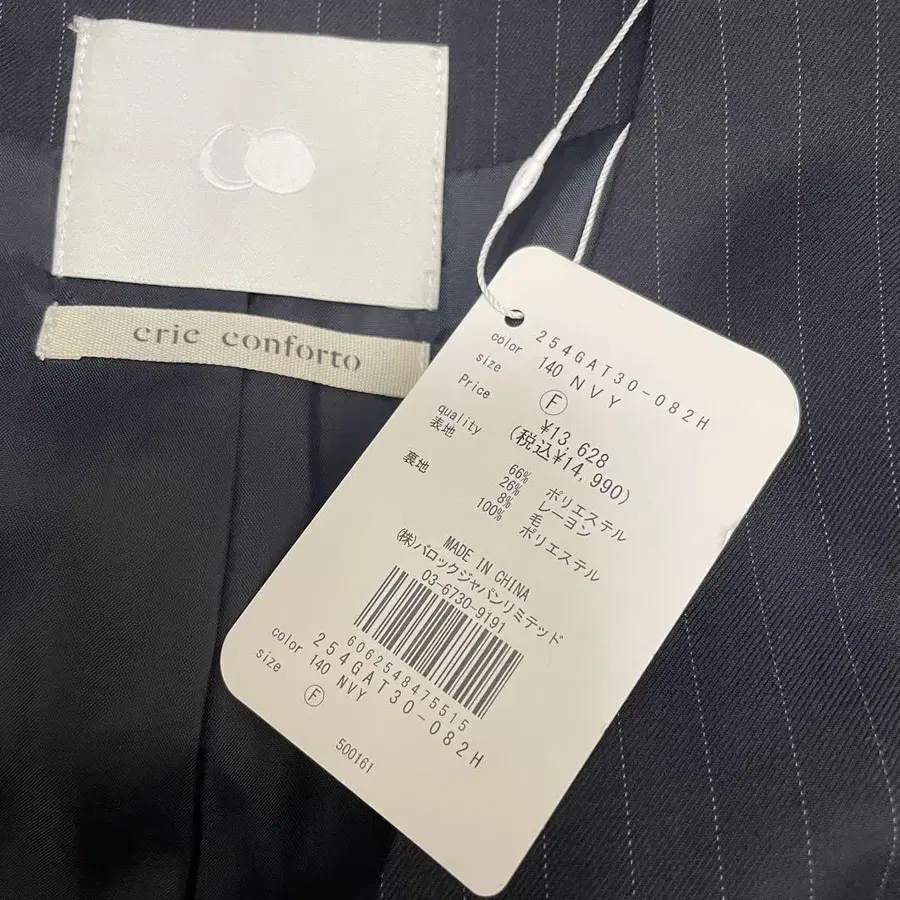 crie conforto
254GAT30-082H
color 140 NVY
size Ⓕ
Price ¥13,628
(税込¥14,990)
quality
表地 66% ポリエステル
26% レーヨン
8% 毛
裏地 100% ポリエステル
MADE IN CHINA
(株)バロックジャパンリミテッド
03-6730-9191
6062548475515
254GAT30-082H
color 140 NVY
size Ⓕ
500161